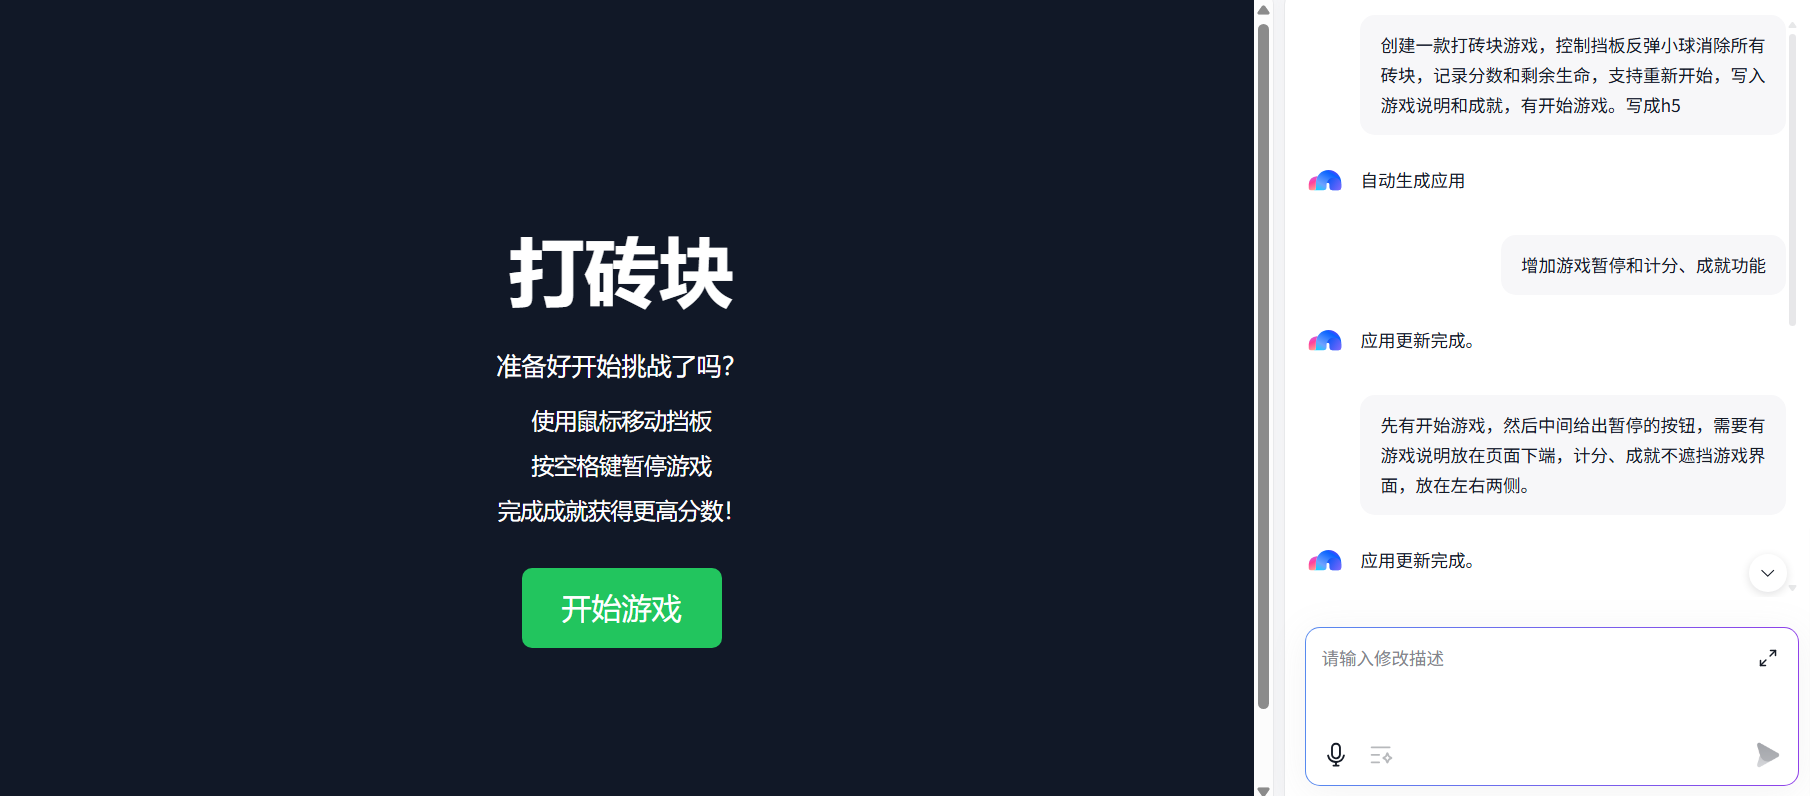 打砖块
准备好开始挑战了吗?
使用鼠标移动挡板
按空格键暂停游戏
完成成就获得更高分数!
开始游戏
创建一款打砖块游戏，控制挡板反弹小球消除所有
砖块，记录分数和剩余生命，支持重新开始，写入
游戏说明和成就，有开始游戏。写成h5
自动生成应用
增加游戏暂停和计分、成就功能
应用更新完成。
先有开始游戏，然后中间给出暂停的按钮，需要有
游戏说明放在页面下端，计分、成就不遮挡游戏界
面，放在左右两侧。
应用更新完成。
请输入修改描述